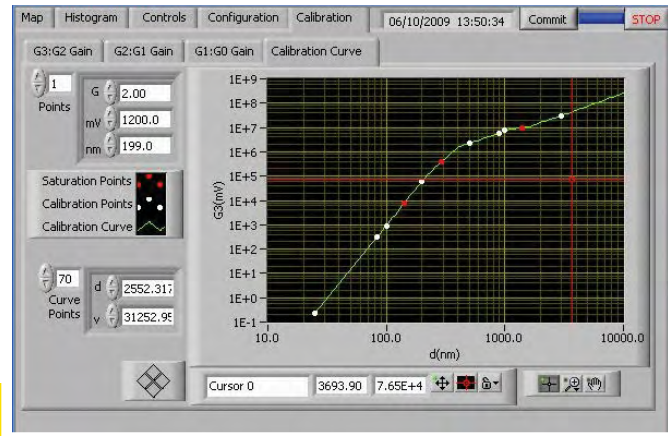 Map Histogram Controls Configuration Calibration 06/10/2009 13:50:34 Commit STOP
G3:G2 Gain G2:G1 Gain G1:G0 Gain Calibration Curve
1
Points
G 2.00
mV 1200.0
nm 199.0
Saturation Points
Calibration Points
Calibration Curve
70
Curve
Points
d 2552.317
v 31252.95
G3(mV)
1E+9
1E+8
1E+7
1E+6
1E+5
1E+4
1E+3
1E+2
1E+1
1E+0
1E-1
10.0 100.0 1000.0 10000.0
d(nm)
Cursor 0 3693.90 7.65E+4